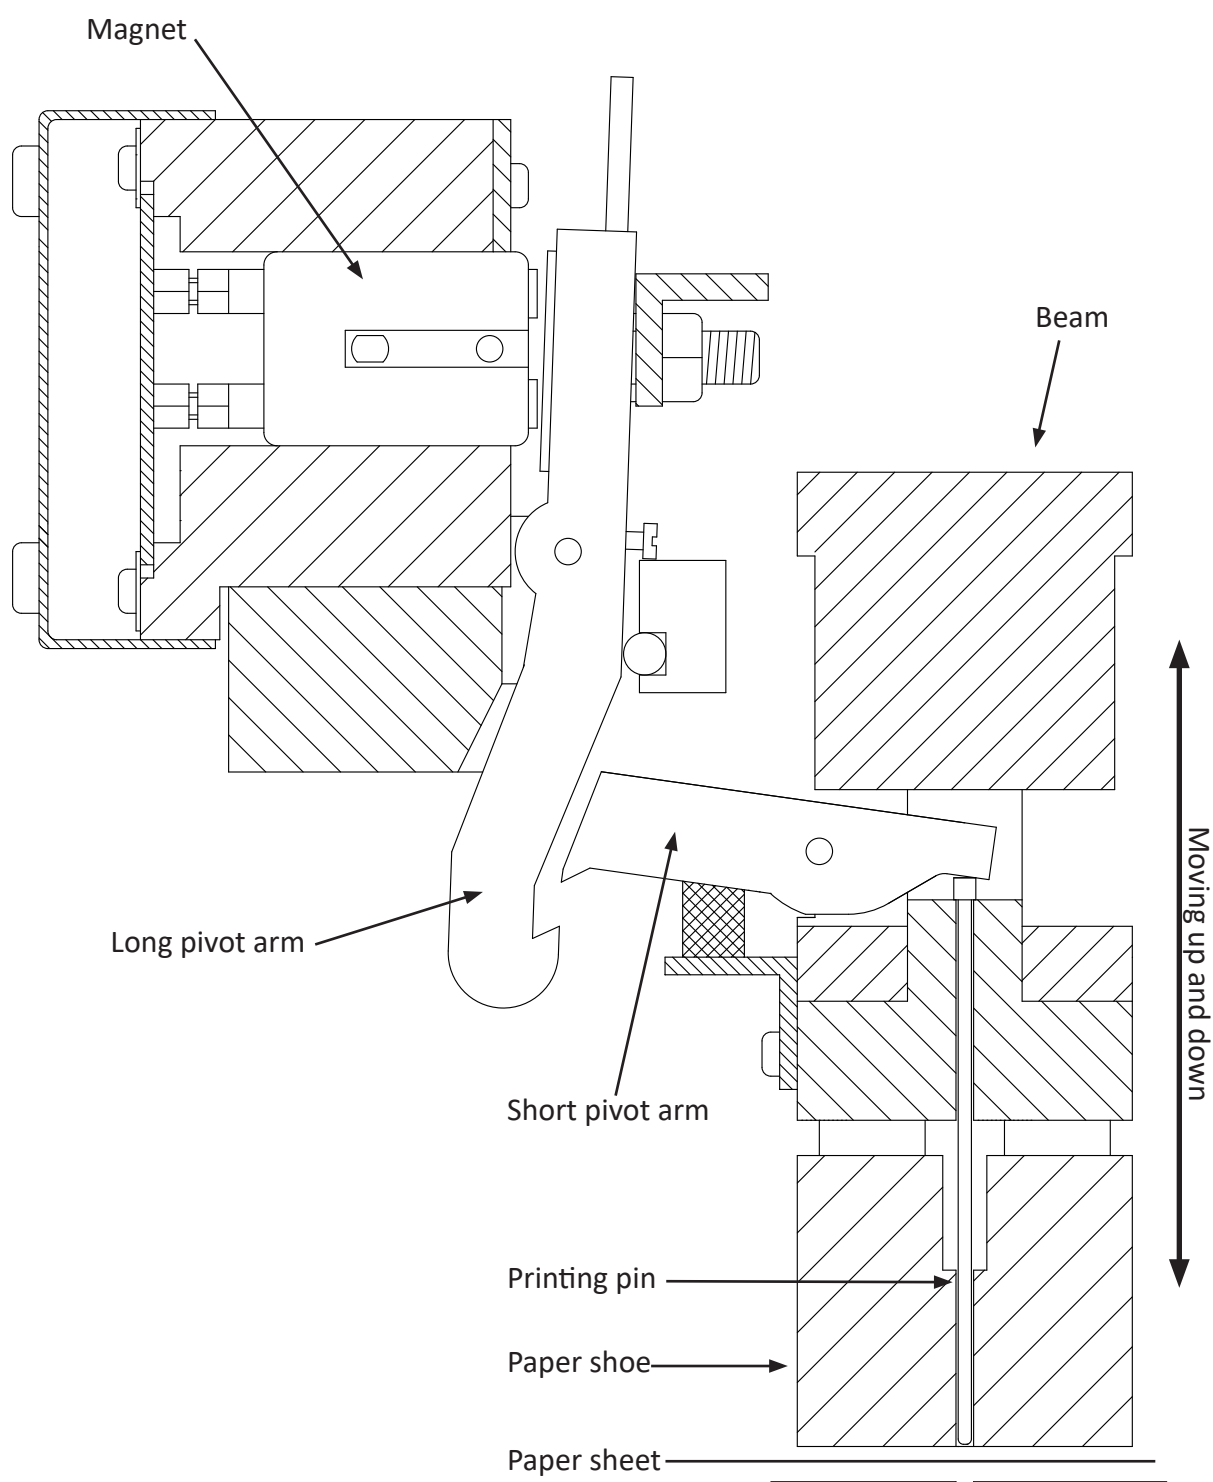 Magnet
Beam
Moving up and down
Long pivot arm
Short pivot arm
Printing pin
Paper shoe
Paper sheet